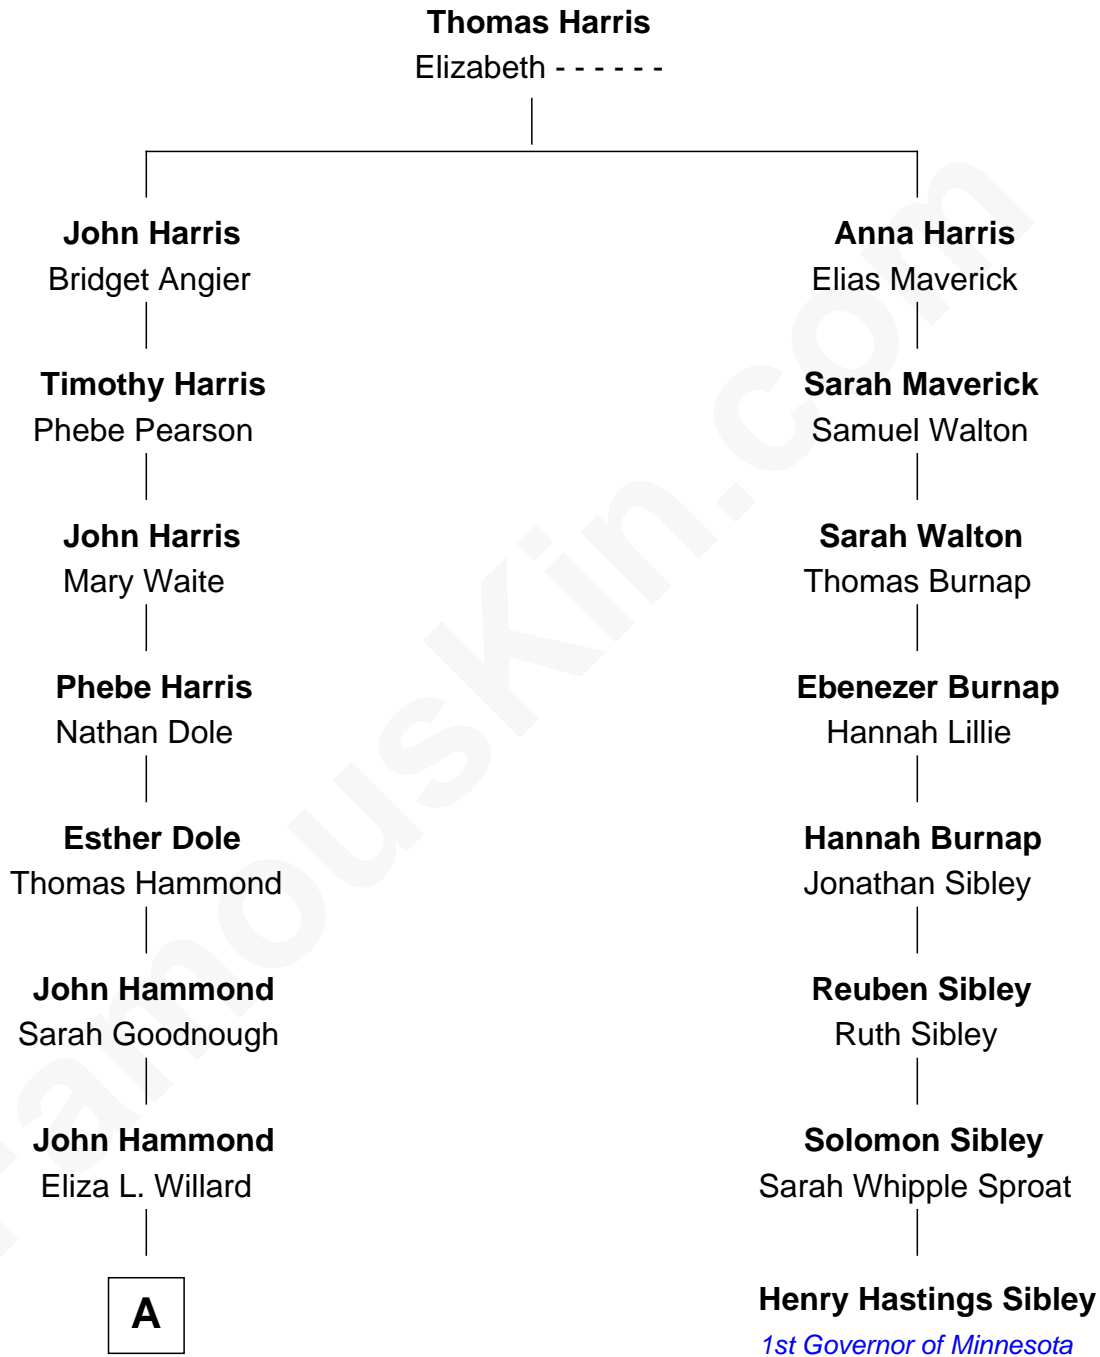 Thomas Harris
Elizabeth - - - - - -
John Harris
Bridget Angier
Anna Harris
Elias Maverick
Timothy Harris
Phebe Pearson
Sarah Maverick
Samuel Walton
John Harris
Mary Waite
Sarah Walton
Thomas Burnap
Phebe Harris
Nathan Dole
Ebenezer Burnap
Hannah Lillie
Esther Dole
Thomas Hammond
Hannah Burnap
Jonathan Sibley
John Hammond
Sarah Goodnough
Reuben Sibley
Ruth Sibley
John Hammond
Eliza L. Willard
Solomon Sibley
Sarah Whipple Sproat
A
Henry Hastings Sibley
1st Governor of Minnesota
FamousKin.com